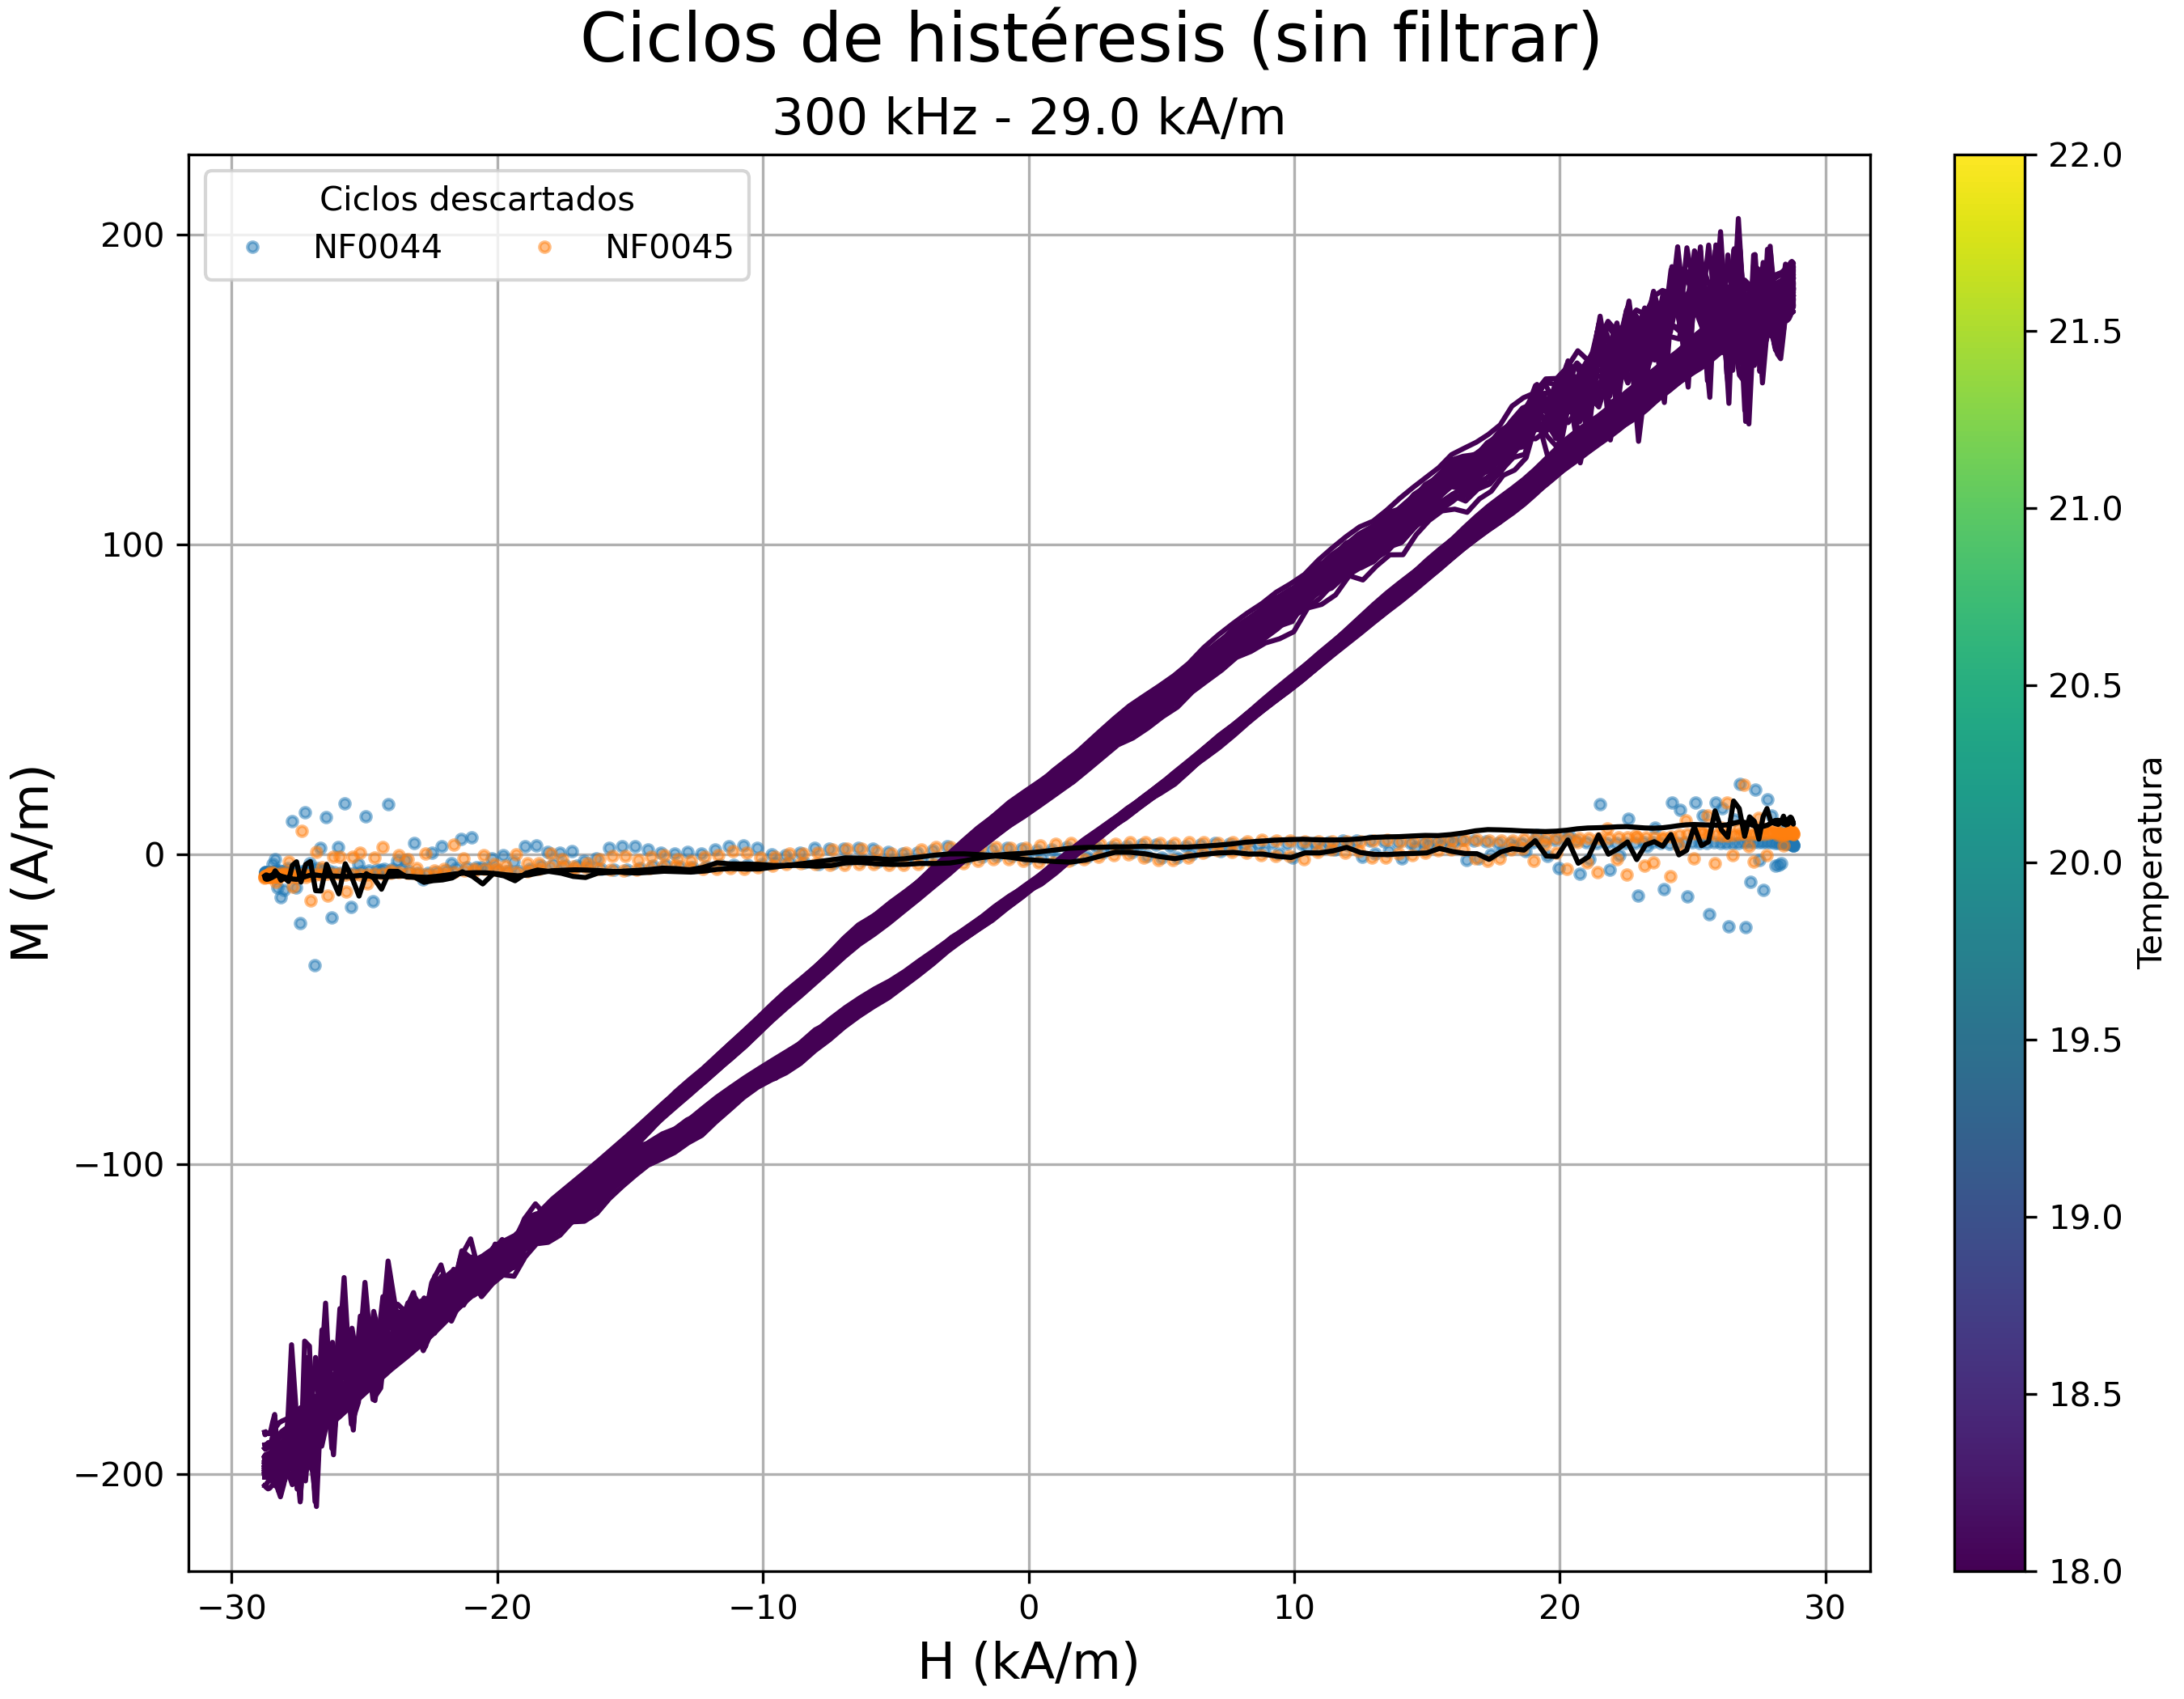 Ciclos de histéresis (sin filtrar)
300 kHz - 29.0 kA/m
Ciclos descartados
NF0044 NF0045
200
100
0
−100
−200
M (A/m)
−30 −20 −10 0 10 20 30
H (kA/m)
22.0
21.5
21.0
20.5
20.0
19.5
19.0
18.5
18.0
Temperatura